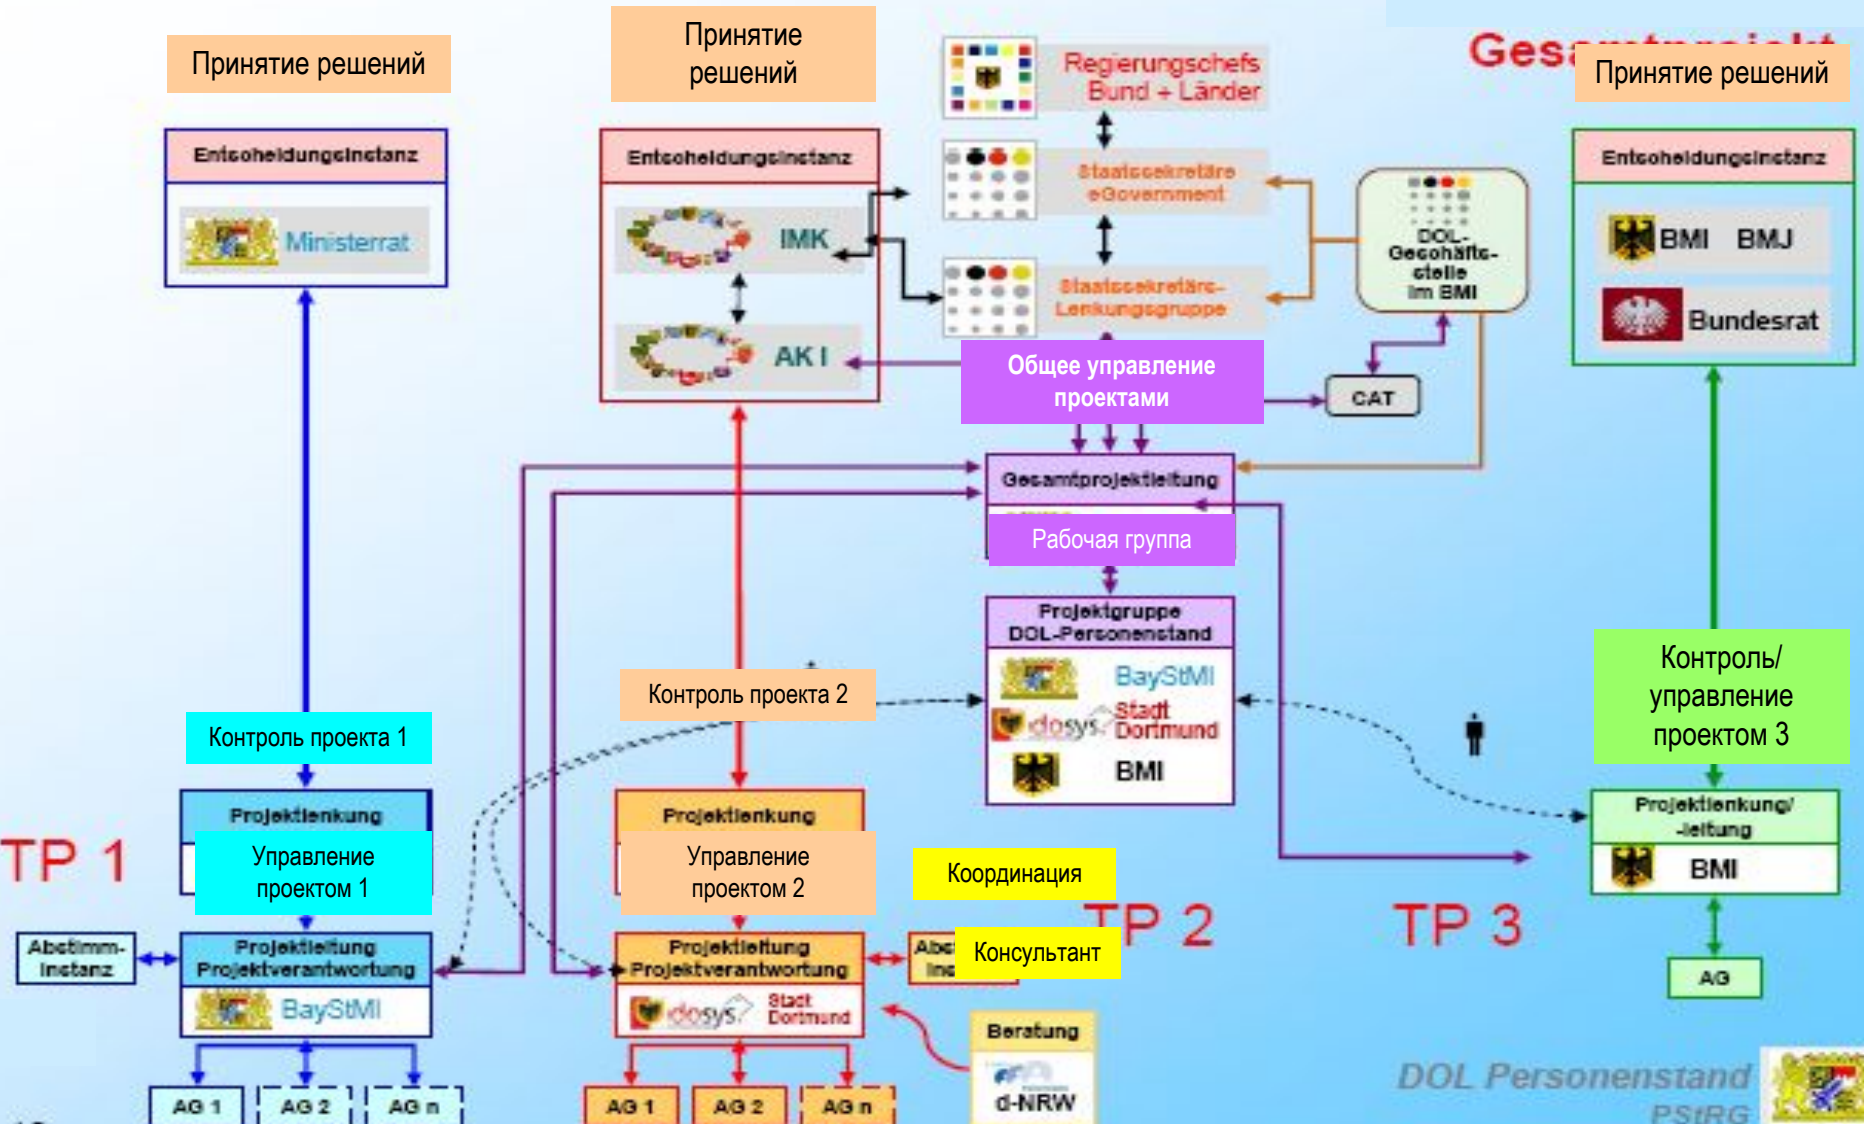 Принятие решений
Принятие
решений
Regierungschefs
Bund + Länder
Принятие решений
Entscheidungsinstanz
Ministerrat
Entscheidungsinstanz
IMK
AK I
Staatssekretäre
eGovernment
Staatssekretärs-
Lenkungsgruppe
DOL-
Geschäfts-
stelle
im BMI
CAT
Entscheidungsinstanz
BMI BMJ
Bundesrat
Общее управление
проектами
Gesamtprojektleitung
Рабочая группа
Projektgruppe
DOL-Personenstand
BayStMI
dosys. Stadt
Dortmund
BMI
Контроль проекта 1
Контроль проекта 2
Контроль/
управление
проектом 3
TP 1
Projektlenkung
Управление
проектом 1
Projektlenkung
Управление
проектом 2
Координация
TP 2
Консультант
TP 3
Projektlenkung/
-leitung
BMI
AG
Abstimm-
Instanz
Projektleitung
Projektverantwortung
BayStMI
Projektleitung
Projektverantwortung
dosys. Stadt
Dortmund
Beratung
d-NRW
AG 1 AG 2 AG n
AG 1 AG 2 AG n
DOL Personenstand
PStRG